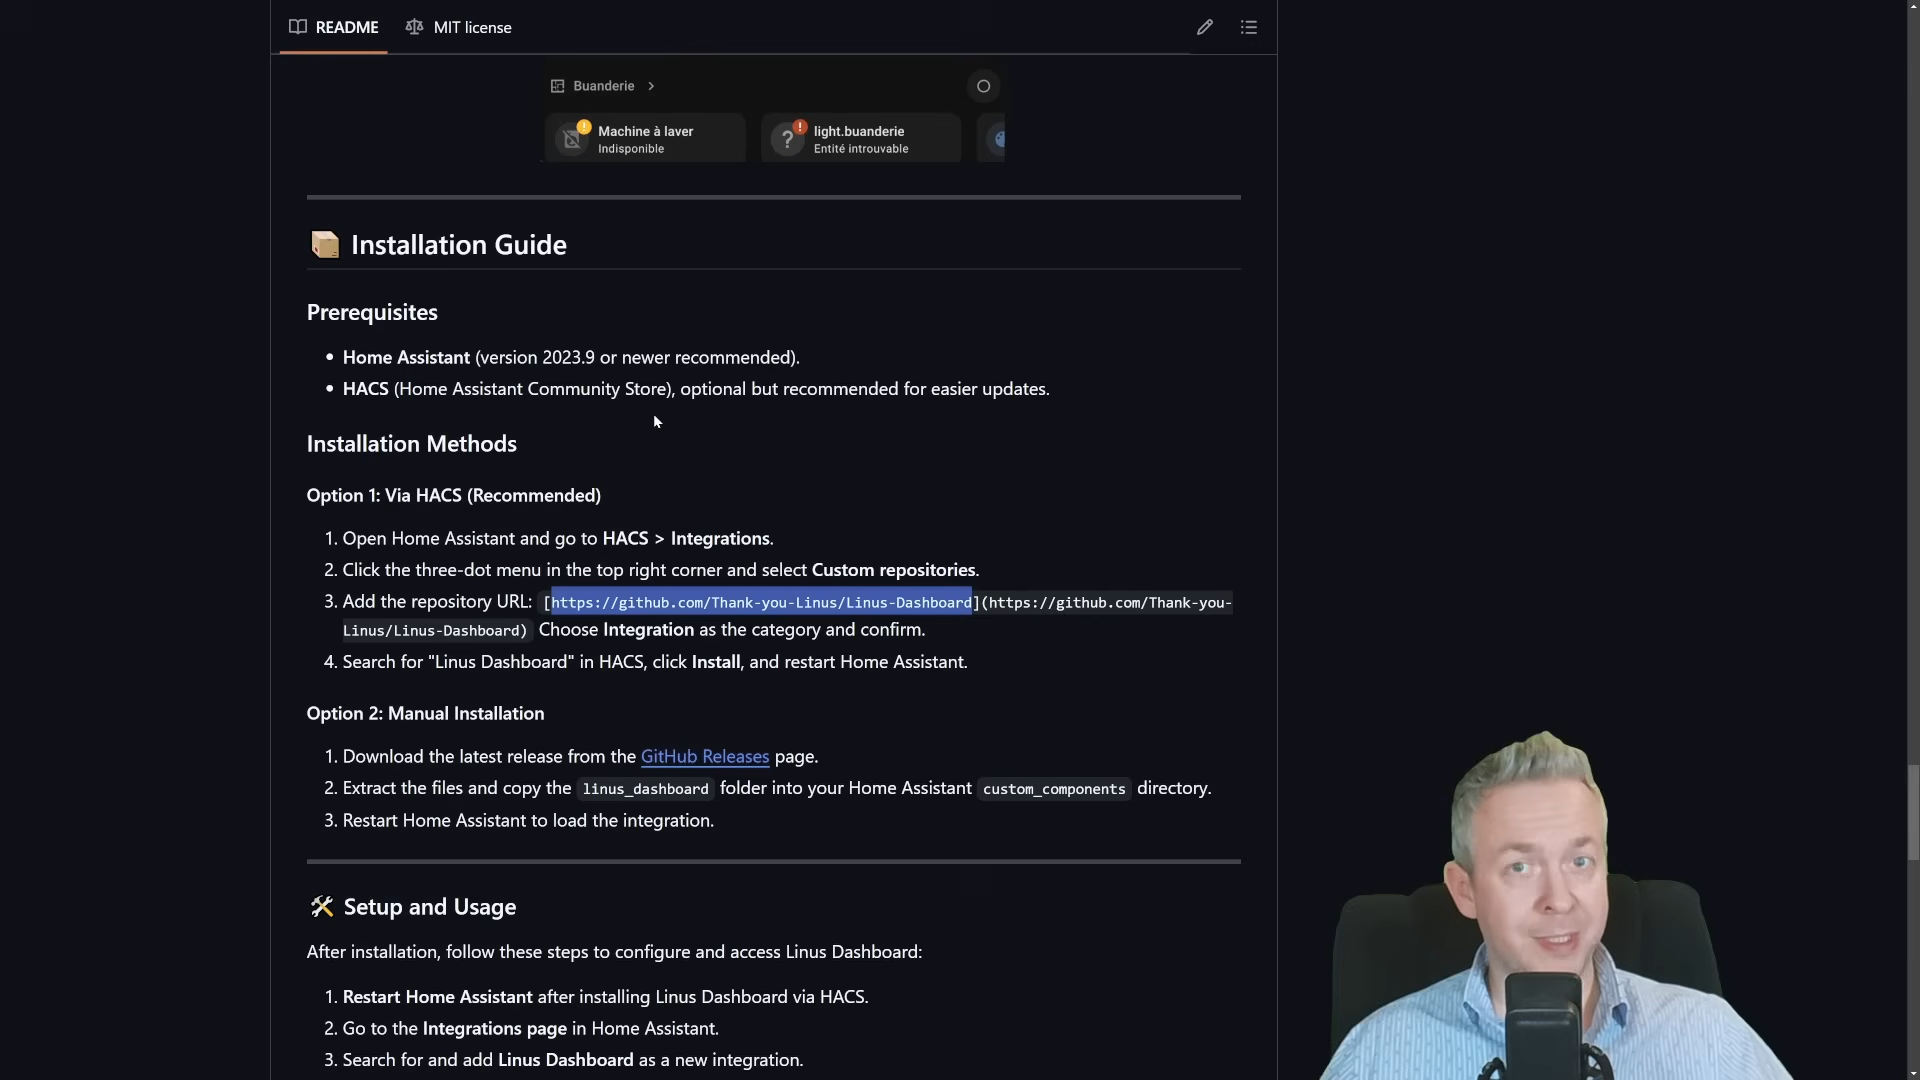 README MIT license
Buanderie >
Machine à laver
Indisponible
light.buanderie
Entité introuvable
📦 Installation Guide
Prerequisites
• Home Assistant (version 2023.9 or newer recommended).
• HACS (Home Assistant Community Store), optional but recommended for easier updates.
Installation Methods
Option 1: Via HACS (Recommended)
1. Open Home Assistant and go to HACS > Integrations.
2. Click the three-dot menu in the top right corner and select Custom repositories.
3. Add the repository URL: [https://github.com/Thank-you-Linus/Linus-Dashboard](https://github.com/Thank-you-
Linus/Linus-Dashboard) Choose Integration as the category and confirm.
4. Search for "Linus Dashboard" in HACS, click Install, and restart Home Assistant.
Option 2: Manual Installation
1. Download the latest release from the GitHub Releases page.
2. Extract the files and copy the linus_dashboard folder into your Home Assistant custom_components directory.
3. Restart Home Assistant to load the integration.
🛠 Setup and Usage
After installation, follow these steps to configure and access Linus Dashboard:
1. Restart Home Assistant after installing Linus Dashboard via HACS.
2. Go to the Integrations page in Home Assistant.
3. Search for and add Linus Dashboard as a new integration.